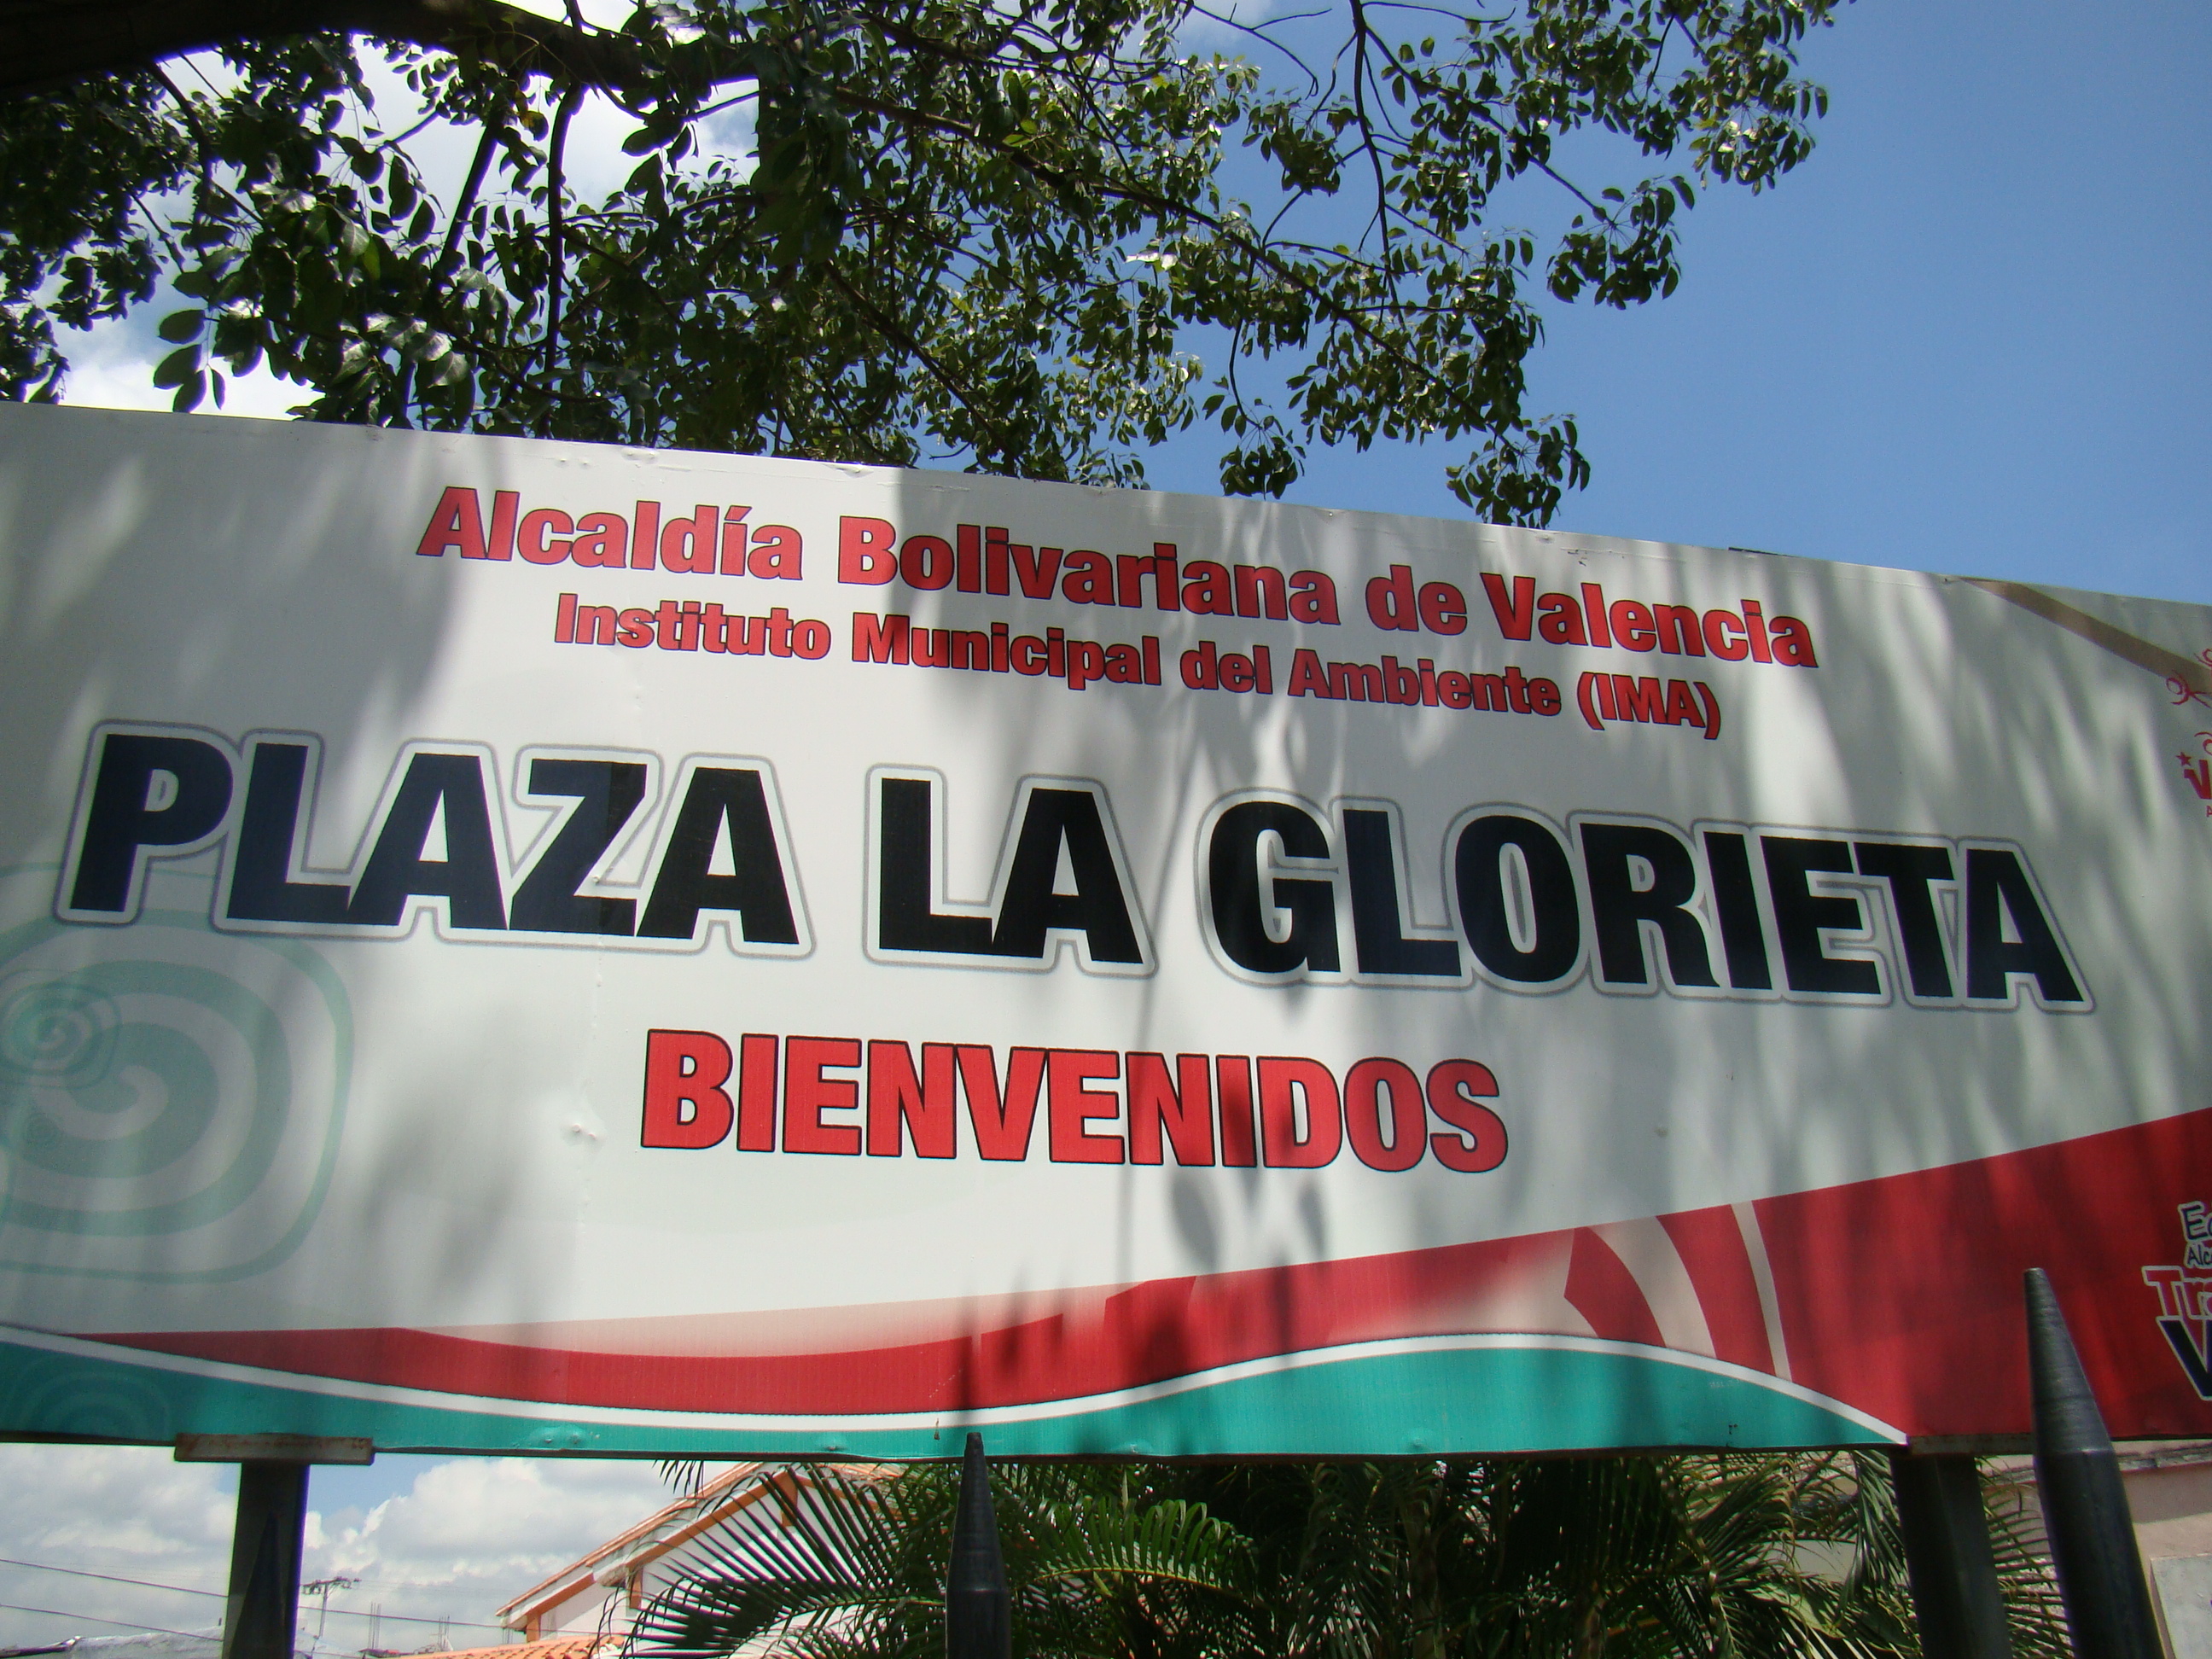 Alcaldía Bolivariana de Valencia
Instituto Municipal del Ambiente (IMA)
PLAZA LA GLORIETA
BIENVENIDOS